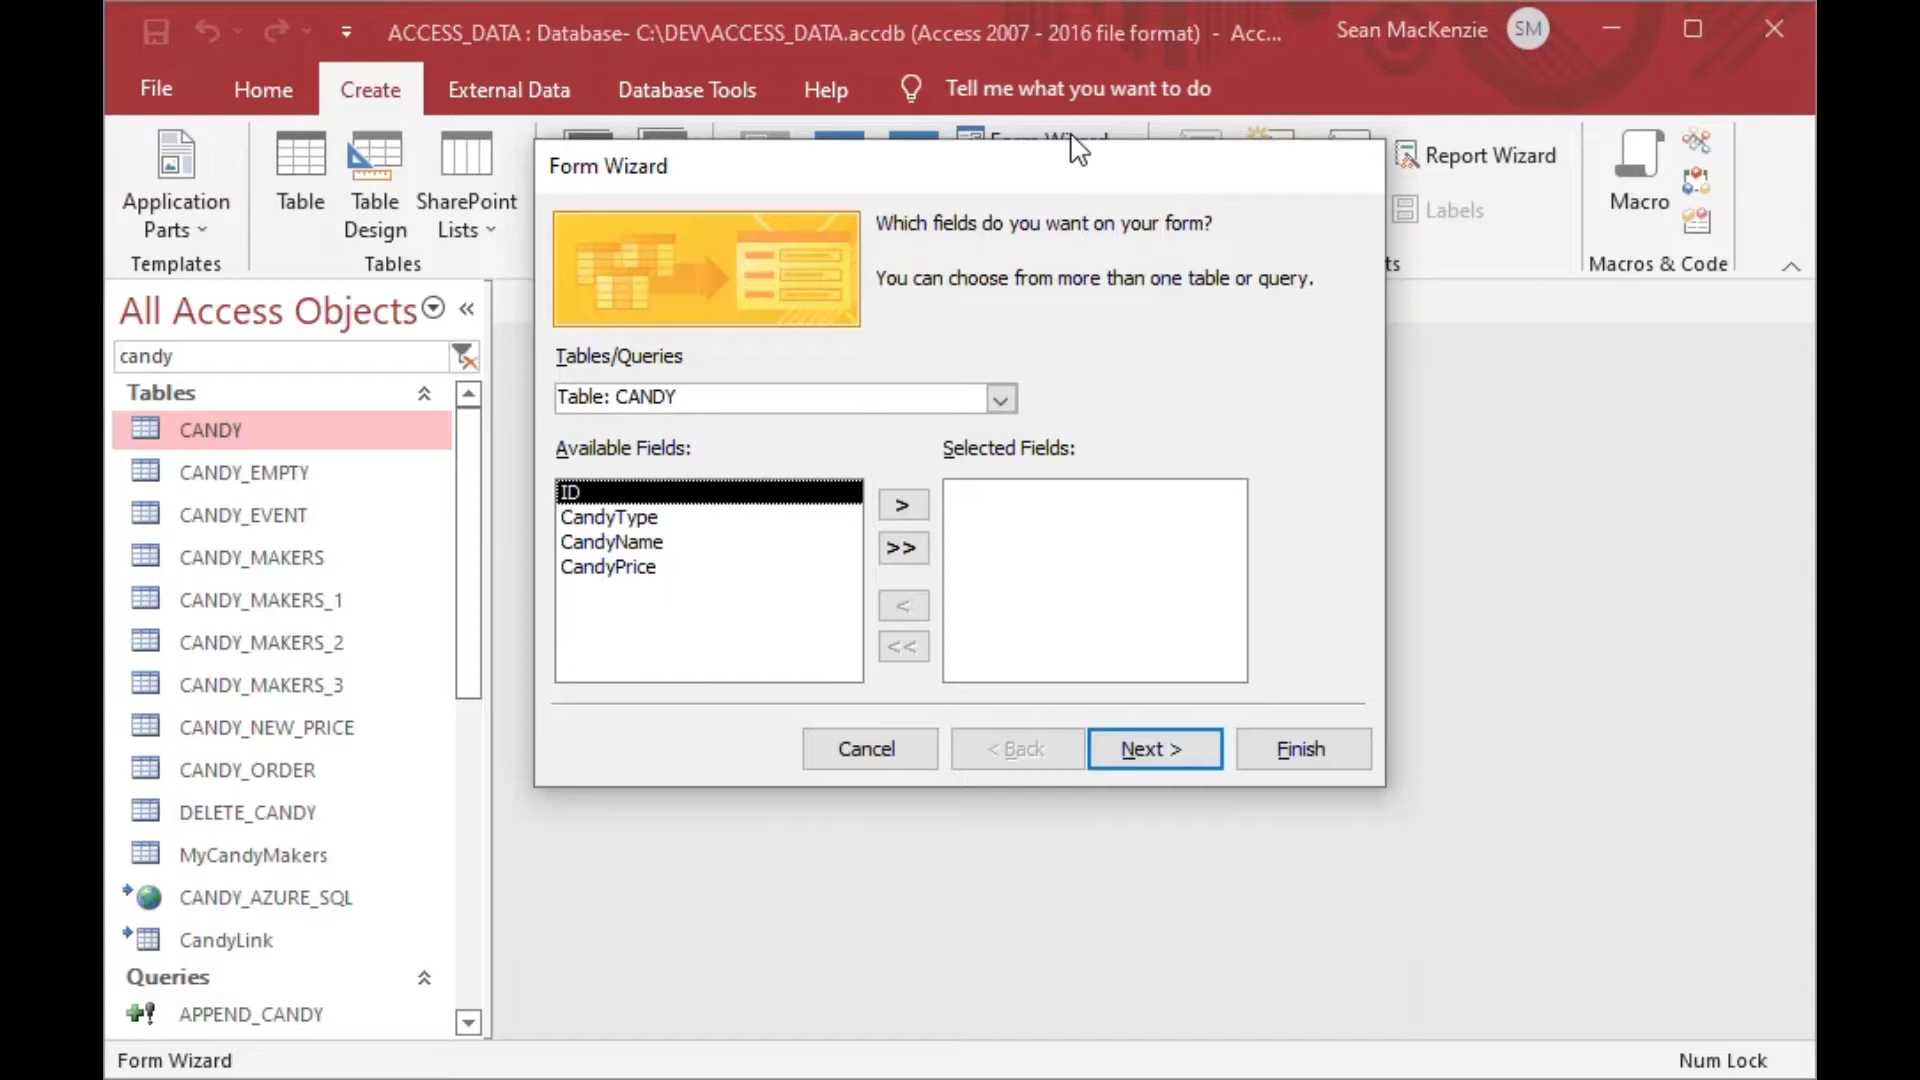 ACCESS_DATA : Database- C:\DEV\ACCESS_DATA.accdb (Access 2007 - 2016 file format) - Acc...
Sean MacKenzie
SM
File
Home
Create
External Data
Database Tools
Help
Tell me what you want to do
Application
Parts
Templates
Table
Table
Design
SharePoint
Lists
Tables
Form Wizard
Report Wizard
Labels
ts
Macro
Macros & Code
All Access Objects
candy
Tables
CANDY
CANDY_EMPTY
CANDY_EVENT
CANDY_MAKERS
CANDY_MAKERS_1
CANDY_MAKERS_2
CANDY_MAKERS_3
CANDY_NEW_PRICE
CANDY_ORDER
DELETE_CANDY
MyCandyMakers
CANDY_AZURE_SQL
CandyLink
Queries
APPEND_CANDY
Form Wizard
Which fields do you want on your form?
You can choose from more than one table or query.
Tables/Queries
Table: CANDY
Available Fields:
ID
CandyType
CandyName
CandyPrice
>
>>
<
<<
Selected Fields:
Cancel
< Back
Next >
Finish
Form Wizard
Num Lock